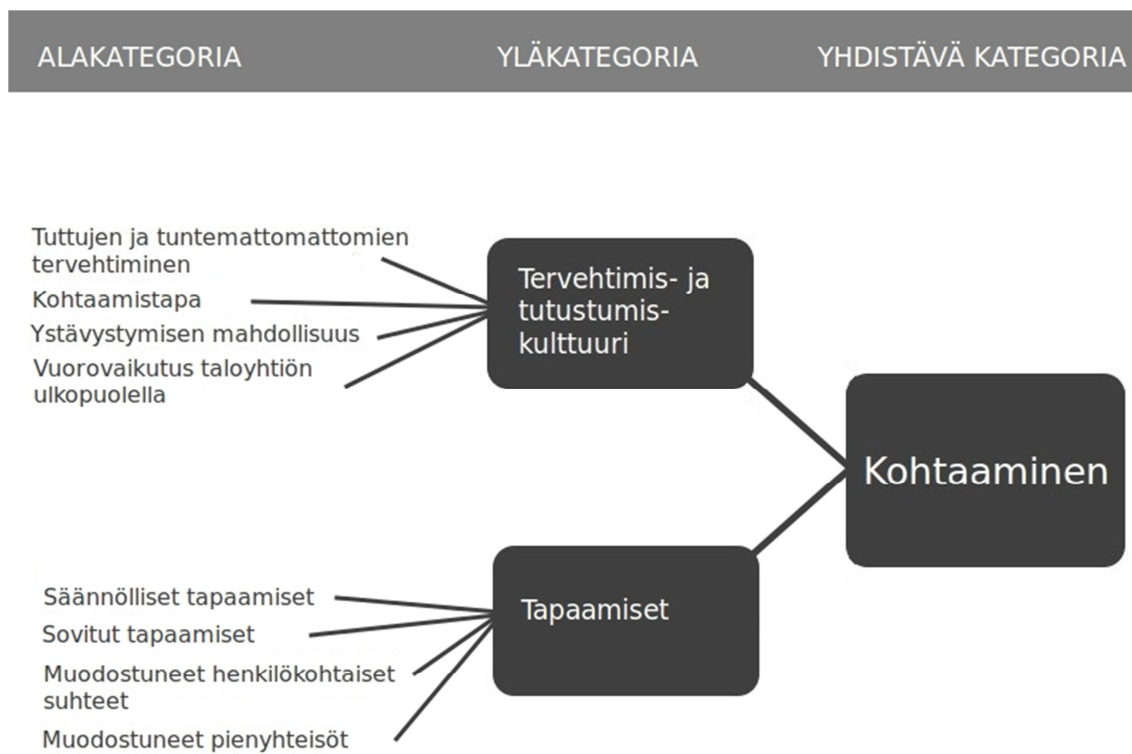 ALAKATEGORIA YLÄKATEGORIA YHDISTÄVÄ KATEGORIA
Tuttujen ja tuntemattomattomien
tervehtiminen
Kohtaamistapa
Ystävystymisen mahdollisuus
Vuorovaikutus taloyhtiön
ulkopuolella
Tervehtimis- ja
tutustumis-
kulttuuri
Kohtaaminen
Säännölliset tapaamiset
Sovitut tapaamiset
Muodostuneet henkilökohtaiset
suhteet
Muodostuneet pienyhteisöt
Tapaamiset